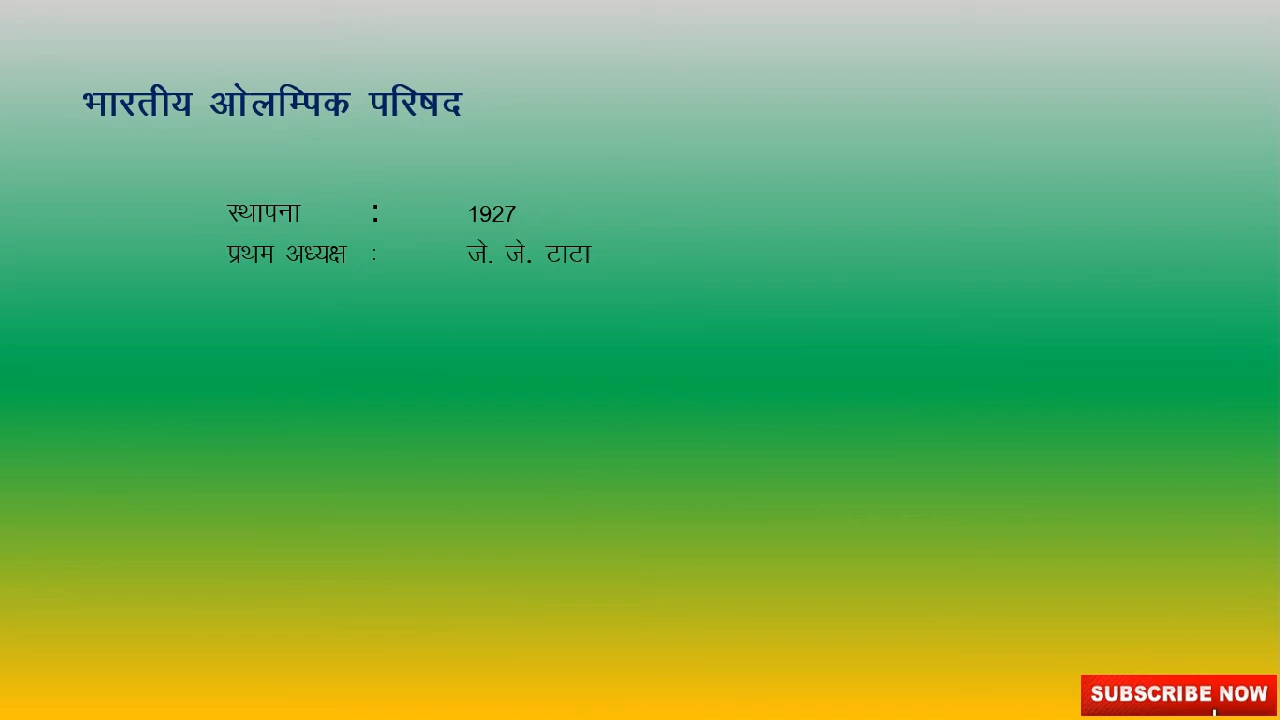 भारतीय ओलम्पिक परिषद
स्थापना : 1927
प्रथम अध्यक्ष : जे. जे. टाटा
SUBSCRIBE NOW